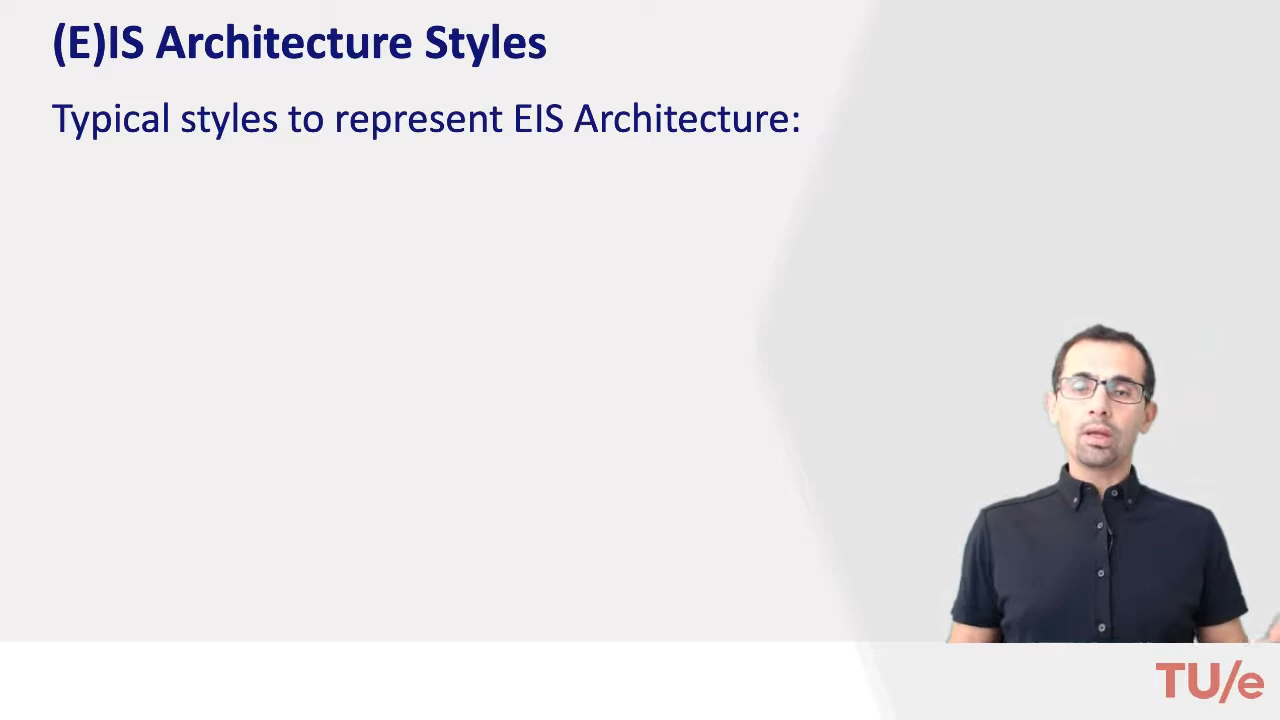 (E)IS Architecture Styles
Typical styles to represent EIS Architecture:
TU/e